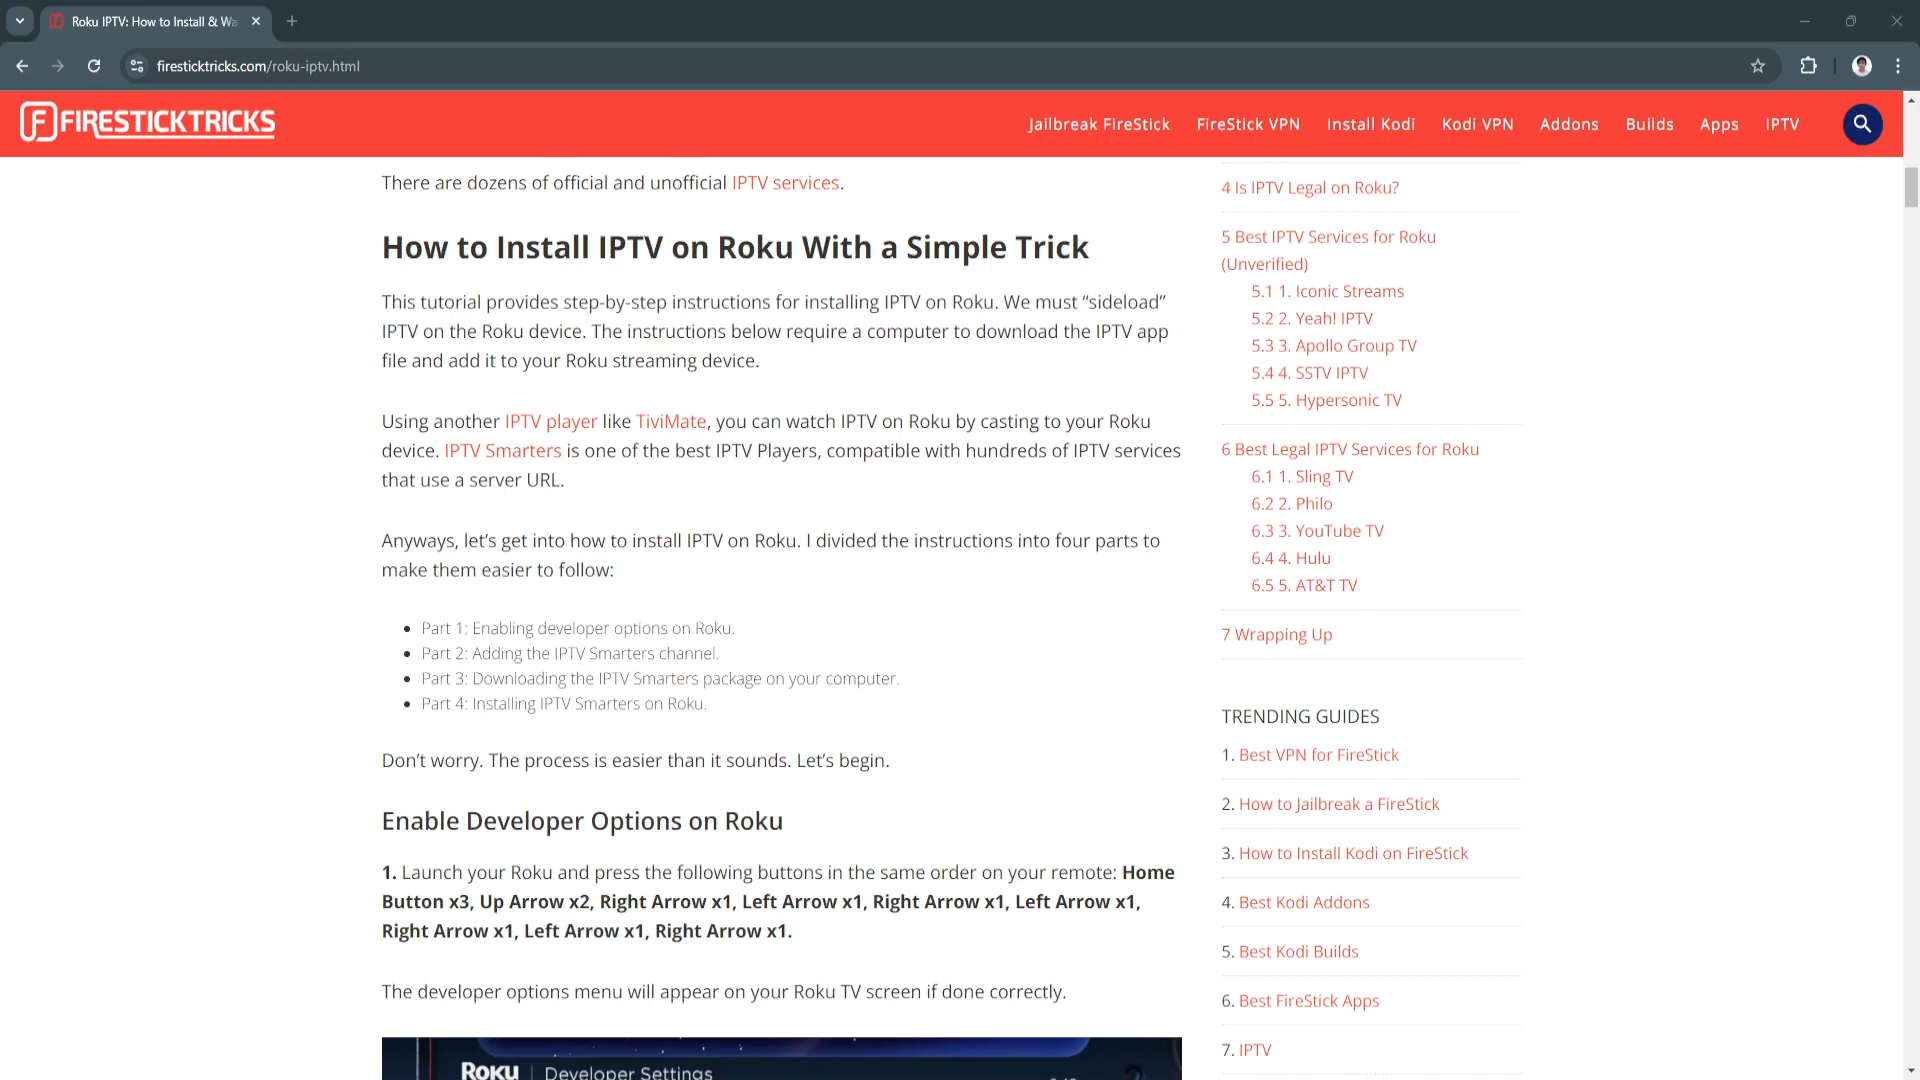 Roku IPTV: How to Install & Wa
firesticktricks.com/roku-iptv.html
FIRESTICKTRICKS
Jailbreak FireStick
FireStick VPN
Install Kodi
Kodi VPN
Addons
Builds
Apps
IPTV
There are dozens of official and unofficial IPTV services.
How to Install IPTV on Roku With a Simple Trick
This tutorial provides step-by-step instructions for installing IPTV on Roku. We must “sideload”
IPTV on the Roku device. The instructions below require a computer to download the IPTV app
file and add it to your Roku streaming device.
Using another IPTV player like TiviMate, you can watch IPTV on Roku by casting to your Roku
device. IPTV Smarters is one of the best IPTV Players, compatible with hundreds of IPTV services
that use a server URL.
Anyways, let’s get into how to install IPTV on Roku. I divided the instructions into four parts to
make them easier to follow:
Part 1: Enabling developer options on Roku.
Part 2: Adding the IPTV Smarters channel.
Part 3: Downloading the IPTV Smarters package on your computer.
Part 4: Installing IPTV Smarters on Roku.
Don’t worry. The process is easier than it sounds. Let’s begin.
Enable Developer Options on Roku
1. Launch your Roku and press the following buttons in the same order on your remote: Home
Button x3, Up Arrow x2, Right Arrow x1, Left Arrow x1, Right Arrow x1, Left Arrow x1,
Right Arrow x1, Left Arrow x1, Right Arrow x1.
The developer options menu will appear on your Roku TV screen if done correctly.
Roku | Developer Settings
4 Is IPTV Legal on Roku?
5 Best IPTV Services for Roku
(Unverified)
5.1 1. Iconic Streams
5.2 2. Yeah! IPTV
5.3 3. Apollo Group TV
5.4 4. SSTV IPTV
5.5 5. Hypersonic TV
6 Best Legal IPTV Services for Roku
6.1 1. Sling TV
6.2 2. Philo
6.3 3. YouTube TV
6.4 4. Hulu
6.5 5. AT&T TV
7 Wrapping Up
TRENDING GUIDES
1. Best VPN for FireStick
2. How to Jailbreak a FireStick
3. How to Install Kodi on FireStick
4. Best Kodi Addons
5. Best Kodi Builds
6. Best FireStick Apps
7. IPTV